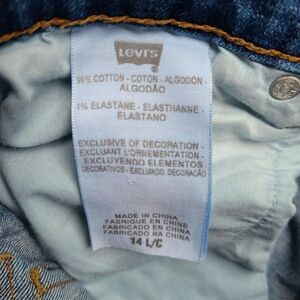 Levi's
99% COTTON - COTON - ALGODÓN
ALGODÃO
1% ELASTANE - ELASTHANNE -
ELASTANO
EXCLUSIVE OF DECORATION -
EXCLUANT L'ORNEMENTATION -
EXCLUYENDO ELEMENTOS
DECORATIVOS - EXCLUINDO DECORAÇÃO
MADE IN CHINA
FABRIQUE EN CHINE
FABRICADO EN CHINA
FABRICADO NA CHINA
14 L/C